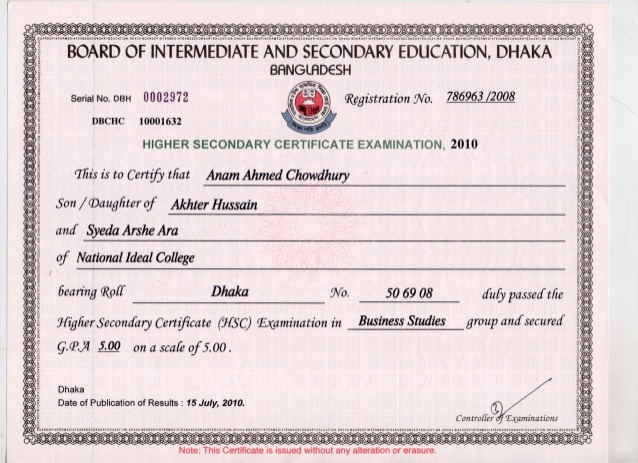 BOARD OF INTERMEDIATE AND SECONDARY EDUCATION, DHAKA
BANGLADESH
Serial No. DBH 0002972
Registration No. 786963 /2008
DBCHC 10001632
HIGHER SECONDARY CERTIFICATE EXAMINATION, 2010
This is to Certify that Anam Ahmed Chowdhury
Son / Daughter of Akhter Hussain
and Syeda Arshe Ara
of National Ideal College
bearing Roll Dhaka No. 50 69 08 duly passed the
Higher Secondary Certificate (HSC) Examination in Business Studies group and secured
G.P.A 5.00 on a scale of 5.00 .
Dhaka
Date of Publication of Results : 15 July, 2010.
Controller of Examinations
Note: This Certificate is issued without any alteration or erasure.